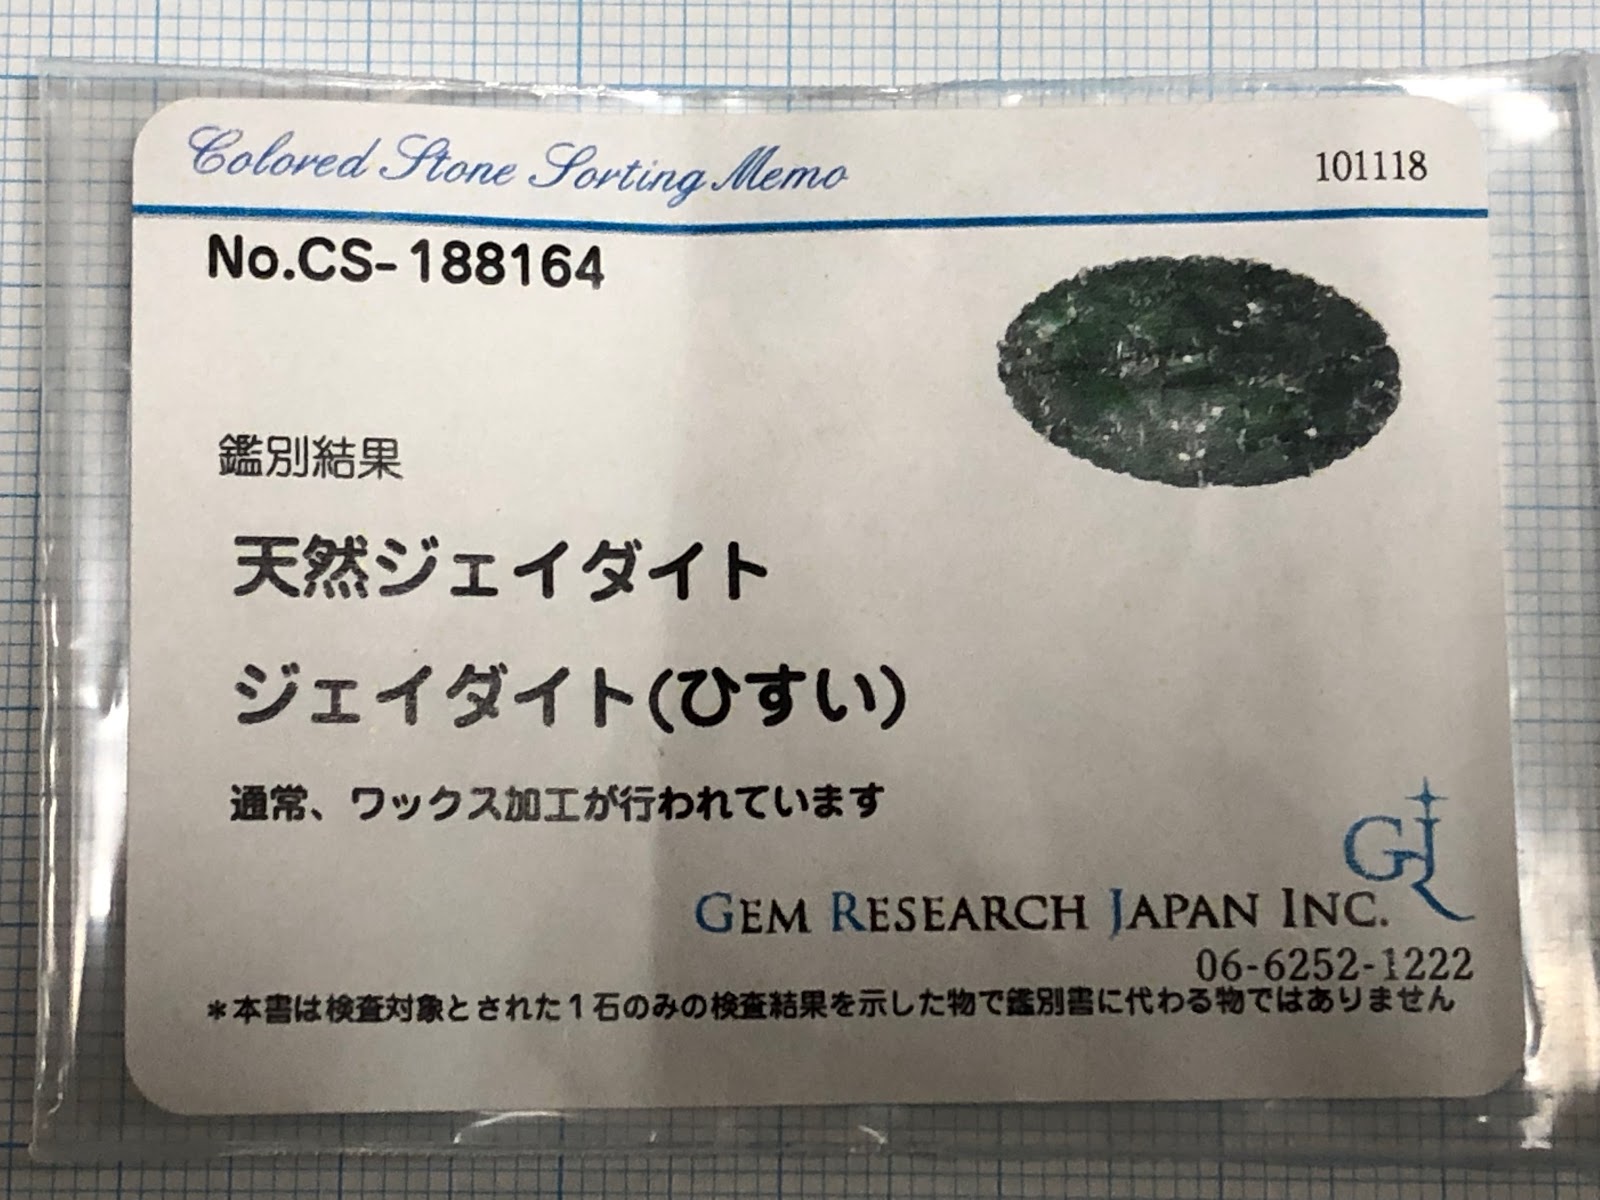 Colored Stone Sorting Memo
101118
No.CS-188164
鑑別結果
天然ジェイダイト
ジェイダイト(ひすい)
通常、ワックス加工が行われています
GJR
GEM RESEARCH JAPAN INC.
06-6252-1222
*本書は検査対象とされた1石のみの検査結果を示した物で鑑別書に代わる物ではありません